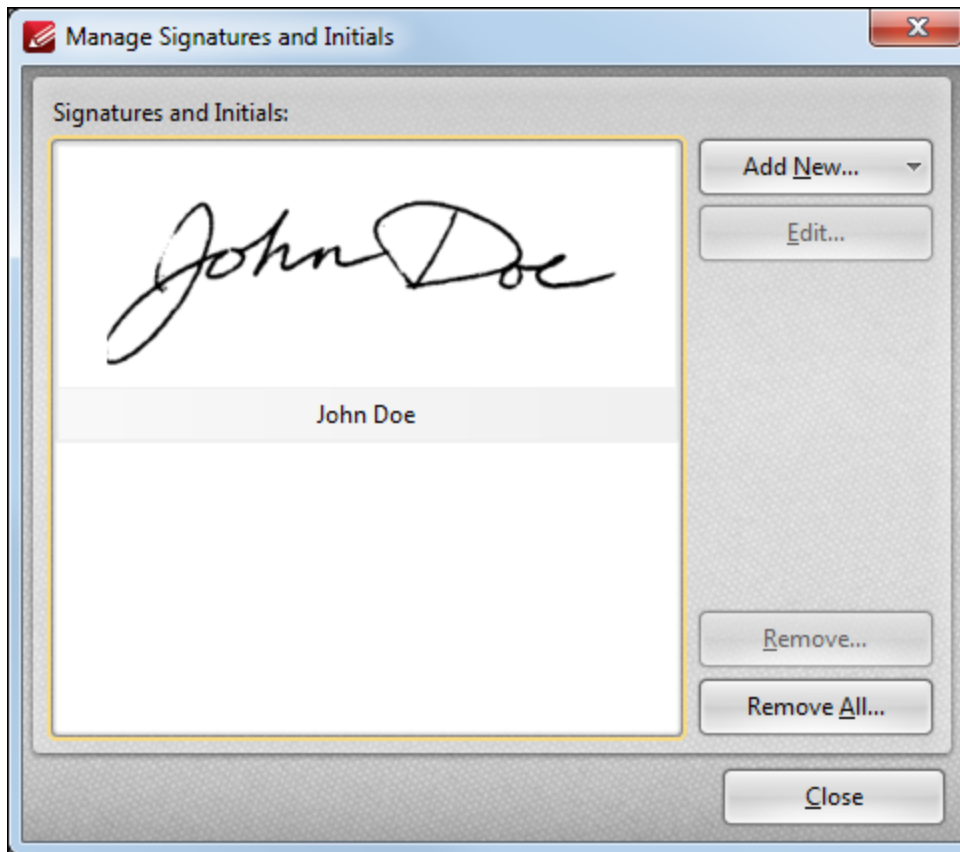 Manage Signatures and Initials
Signatures and Initials:
John Doe
John Doe
Add New...
Edit...
Remove...
Remove All...
Close